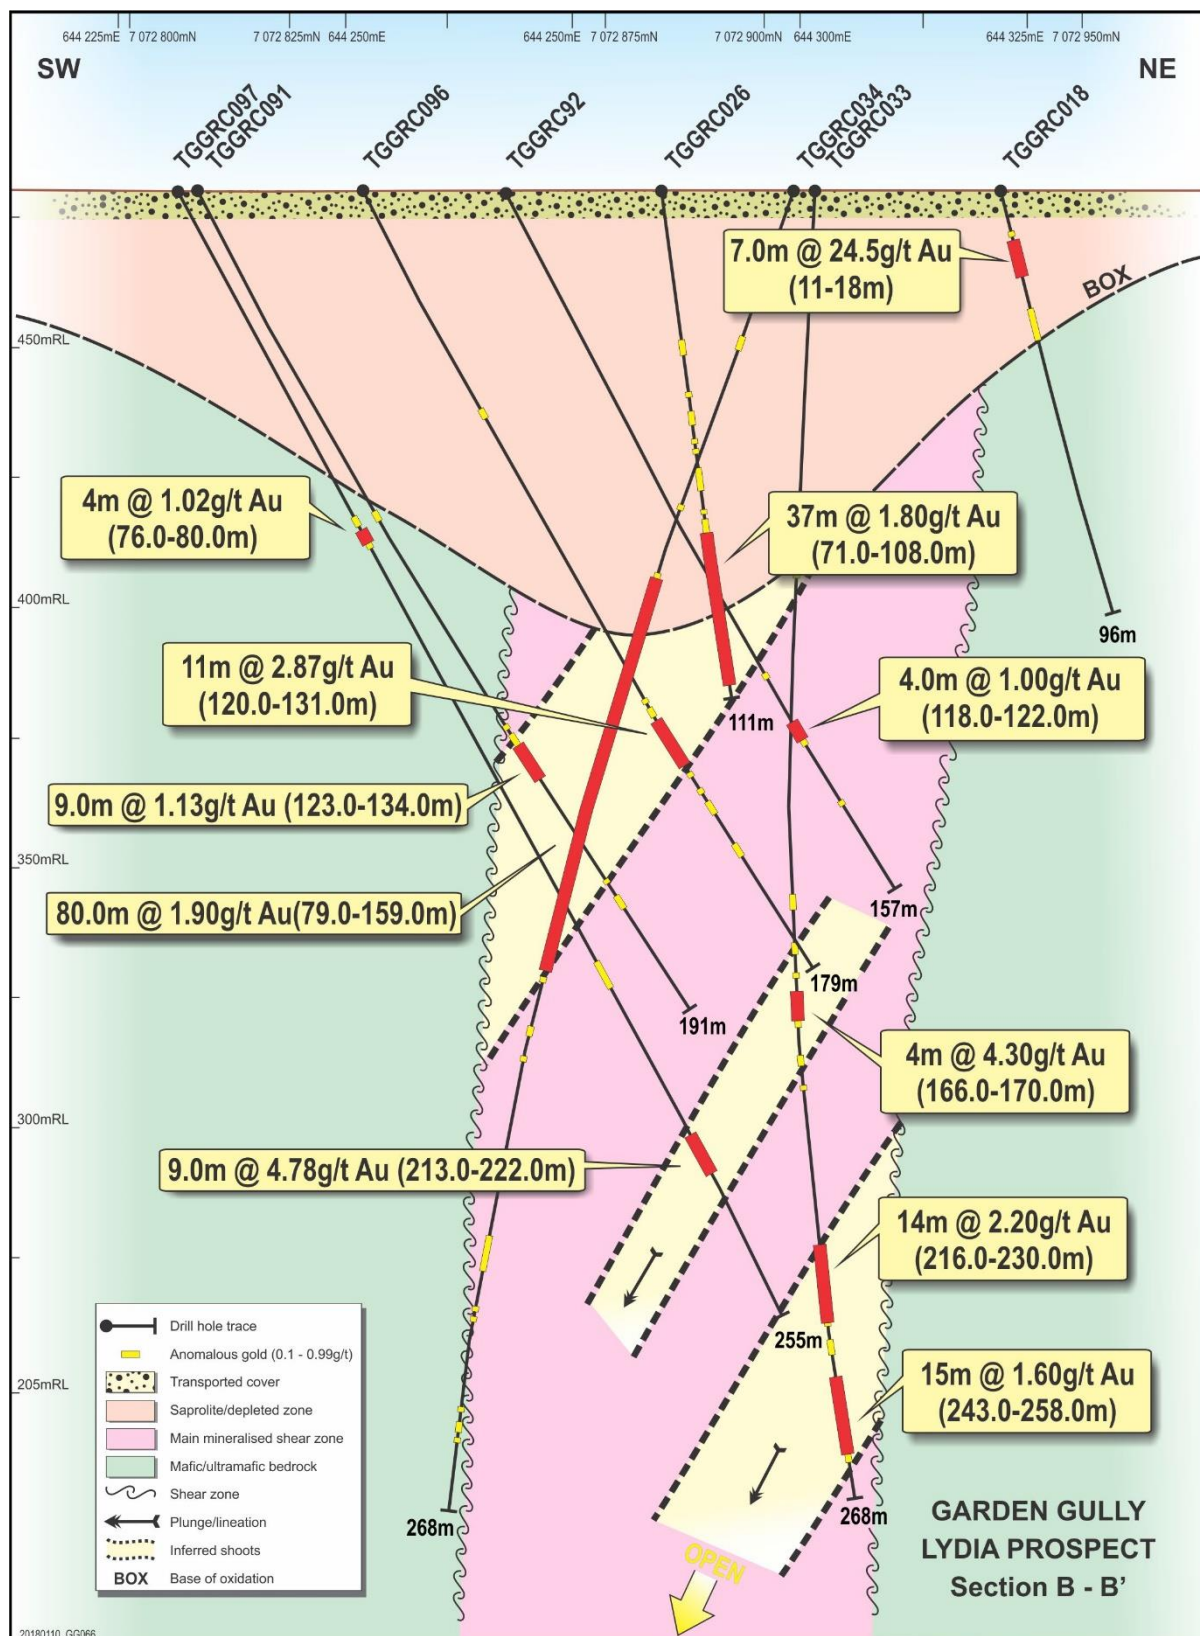 644 225mE 7 072 800mN 7 072 825mN 644 250mE 644 250mE 7 072 875mN 7 072 900mN 644 300mE 644 325mE 7 072 950mN
SW
NE
TGGRC097
TGGRC091
TGGRC096
TGGRC92
TGGRC026
TGGRC034
TGGRC033
TGGRC018
7.0m @ 24.5g/t Au
(11-18m)
BOX
450mRL
4m @ 1.02g/t Au
(76.0-80.0m)
37m @ 1.80g/t Au
(71.0-108.0m)
400mRL
96m
11m @ 2.87g/t Au
(120.0-131.0m)
4.0m @ 1.00g/t Au
(118.0-122.0m)
111m
9.0m @ 1.13g/t Au (123.0-134.0m)
350mRL
80.0m @ 1.90g/t Au(79.0-159.0m)
157m
179m
191m
4m @ 4.30g/t Au
(166.0-170.0m)
300mRL
9.0m @ 4.78g/t Au (213.0-222.0m)
14m @ 2.20g/t Au
(216.0-230.0m)
255m
205mRL
15m @ 1.60g/t Au
(243.0-258.0m)
268m
268m
OPEN
Drill hole trace
Anomalous gold (0.1 - 0.99g/t)
Transported cover
Saprolite/depleted zone
Main mineralised shear zone
Mafic/ultramafic bedrock
Shear zone
Plunge/lineation
Inferred shoots
BOX Base of oxidation
GARDEN GULLY
LYDIA PROSPECT
Section B - B’
20180110_GG066